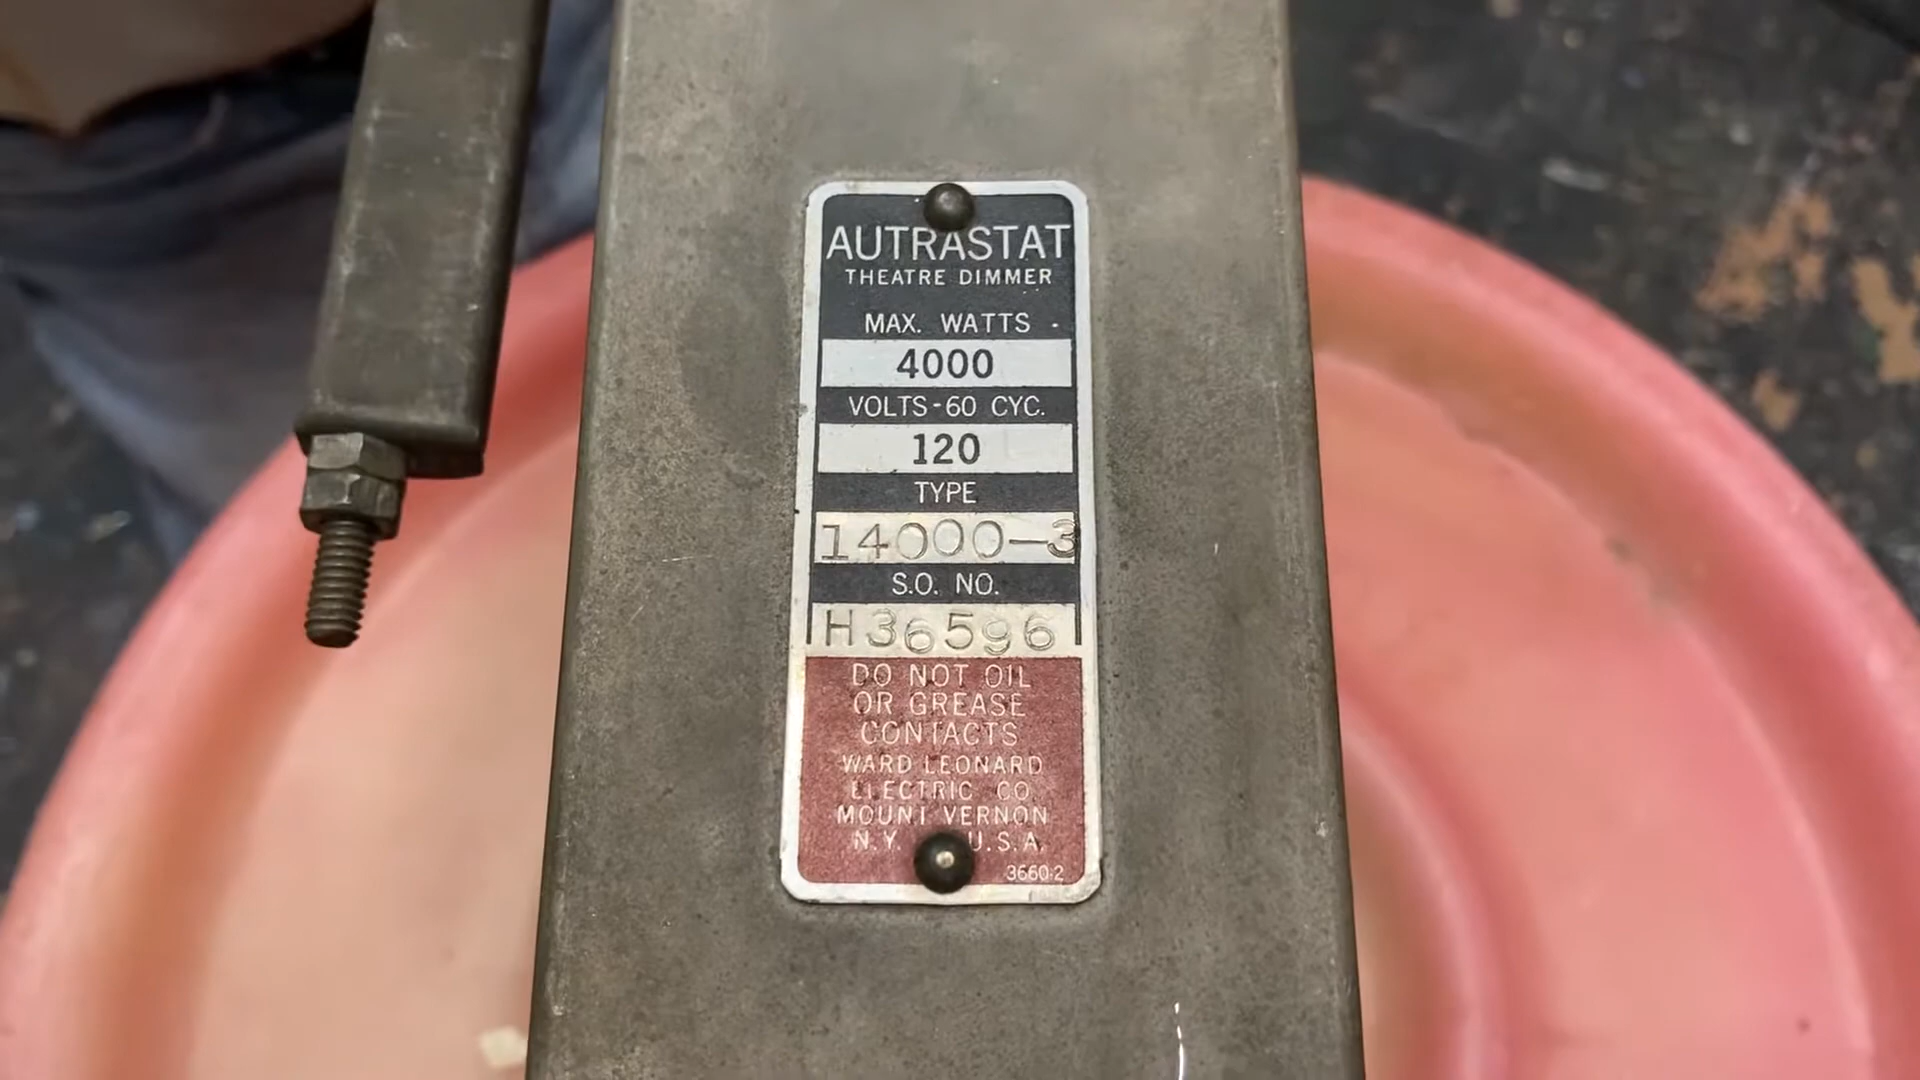 AUTRASTAT
THEATRE DIMMER
MAX. WATTS
4000
VOLTS-60 CYC.
120
TYPE
14000-3
S.O. NO.
H36596
DO NOT OIL
OR GREASE
CONTACTS
WARD LEONARD
ELECTRIC CO.
MOUNT VERNON
N.Y. U.S.A.
3660-2